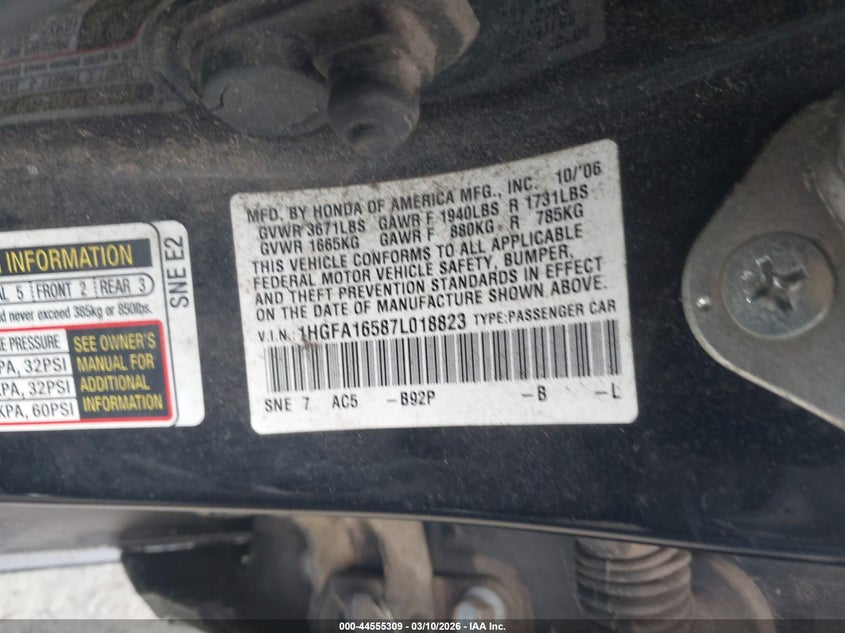 MFD. BY HONDA OF AMERICA MFG., INC. 10/'06
GVWR 3671LBS GAWR F 1940LBS R 1731LBS
GVWR 1665KG GAWR F 880KG R 785KG
THIS VEHICLE CONFORMS TO ALL APPLICABLE
FEDERAL MOTOR VEHICLE SAFETY, BUMPER,
AND THEFT PREVENTION STANDARDS IN EFFECT
ON THE DATE OF MANUFACTURE SHOWN ABOVE.
V.I.N. 1HGFA16587L018823 TYPE:PASSENGER CAR
SNE 7 AC5 -B92P -B -L
INFORMATION
AL 5 FRONT 2 REAR 3
d never exceed 385kg or 850lbs.
E PRESSURE
PA, 32PSI
KPA, 32PSI
KPA, 60PSI
SEE OWNER'S
MANUAL FOR
ADDITIONAL
INFORMATION
SNE E2
000-44555309 — 03/10/2026 — IAA Inc.